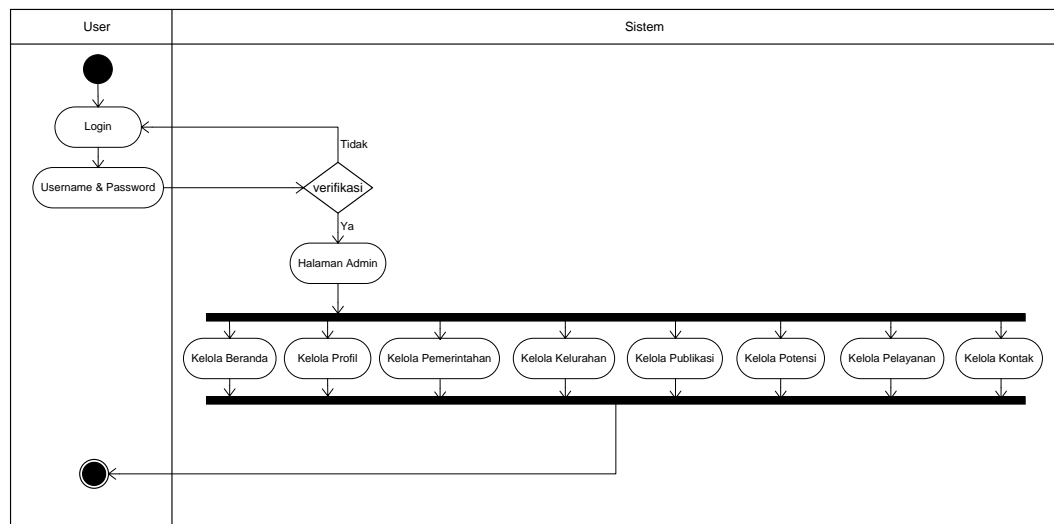 User
Sistem
Login
Tidak
Username & Password
verifikasi
Ya
Halaman Admin
Kelola Beranda
Kelola Profil
Kelola Pemerintahan
Kelola Kelurahan
Kelola Publikasi
Kelola Potensi
Kelola Pelayanan
Kelola Kontak